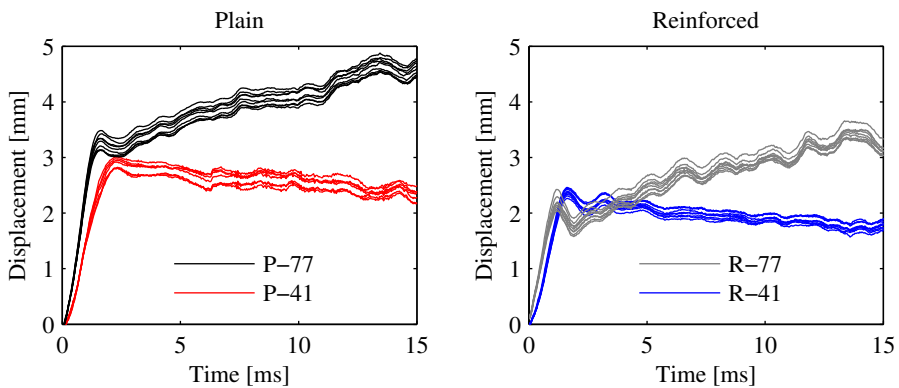 Plain
Displacement [mm]
5
4
3
2
1
0
P−77
P−41
0 5 10 15
Time [ms]
Reinforced
Displacement [mm]
5
4
3
2
1
0
R−77
R−41
0 5 10 15
Time [ms]